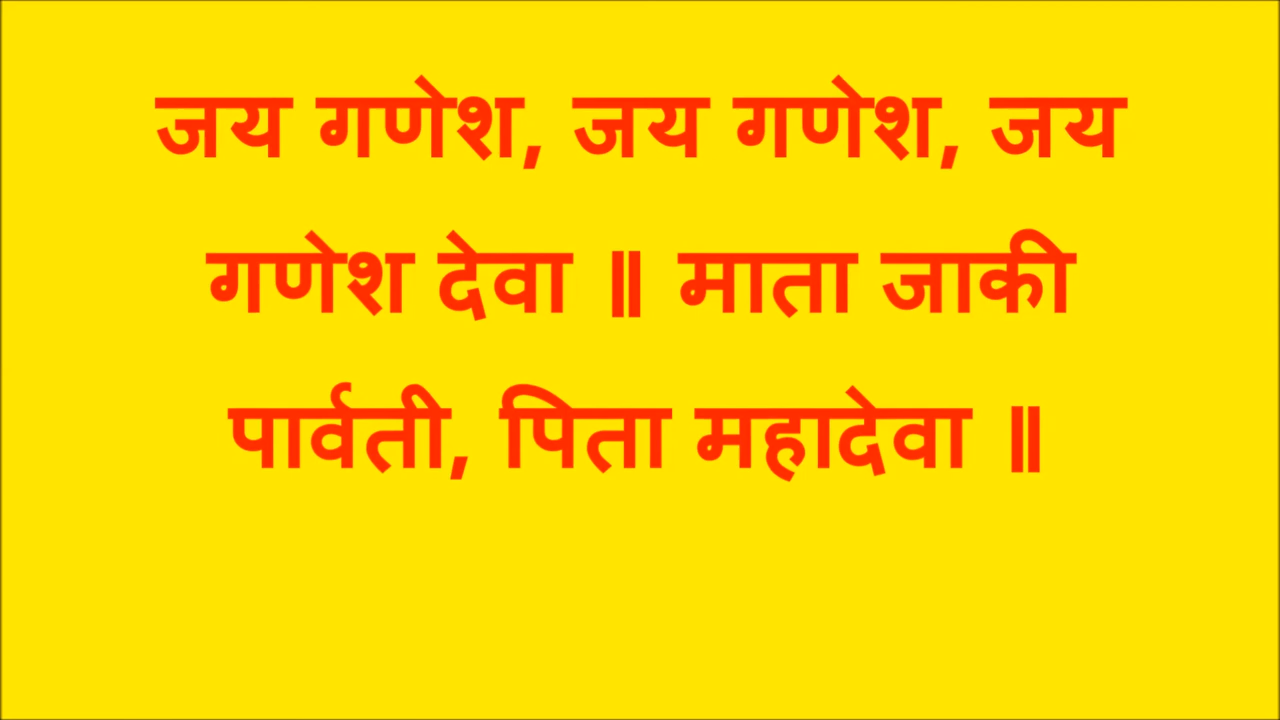 जय गणेश, जय गणेश, जय
गणेश देवा ॥ माता जाकी
पार्वती, पिता महादेवा ॥